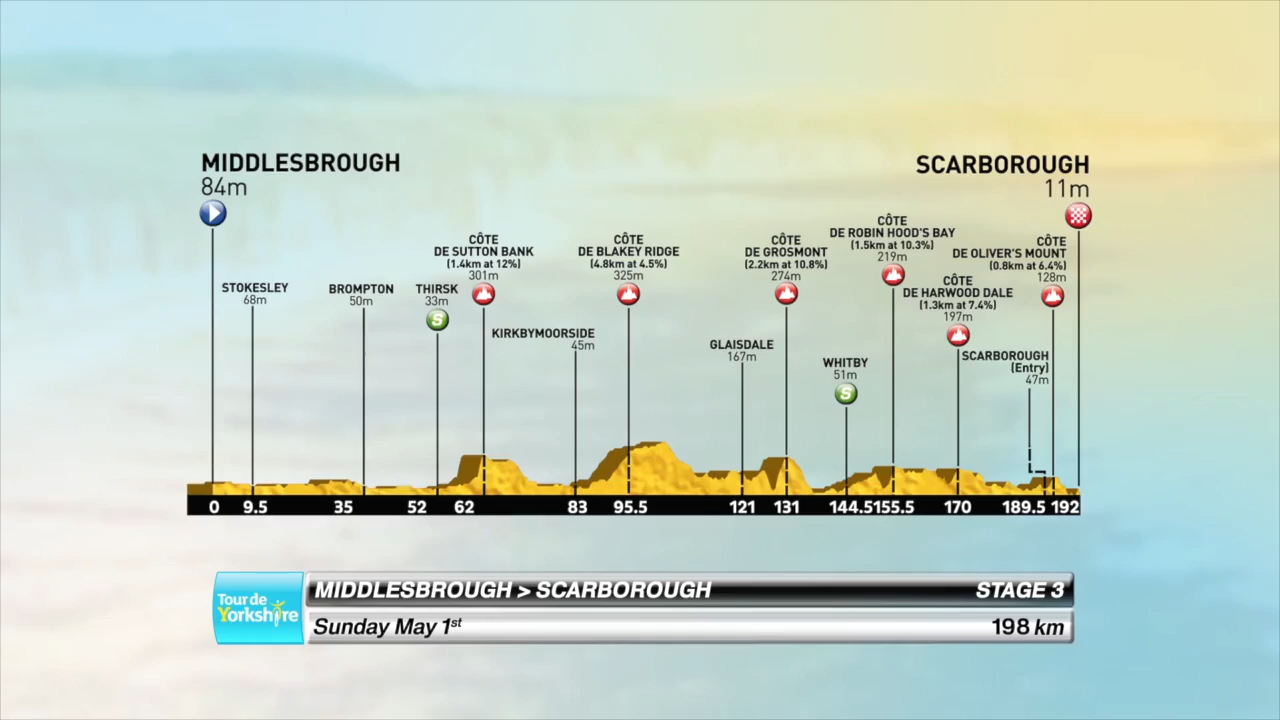 MIDDLESBROUGH
84m
STOKESLEY
68m
BROMPTON
50m
THIRSK
33m
S
CÔTE
DE SUTTON BANK
(1.4km at 12%)
301m
KIRKBYMOORSIDE
45m
CÔTE
DE BLAKEY RIDGE
(4.8km at 4.5%)
325m
GLAISDALE
167m
CÔTE
DE GROSMONT
(2.2km at 10.8%)
274m
WHITBY
51m
S
CÔTE
DE ROBIN HOOD'S BAY
(1.5km at 10.3%)
219m
CÔTE
DE HARWOOD DALE
(1.3km at 7.4%)
197m
SCARBOROUGH
(Entry)
47m
CÔTE
DE OLIVER'S MOUNT
(0.8km at 6.4%)
128m
SCARBOROUGH
11m
0 9.5 35 52 62 83 95.5 121 131 144.5 155.5 170 189.5 192
Tour de
Yorkshire
MIDDLESBROUGH > SCARBOROUGH STAGE 3
Sunday May 1st 198 km